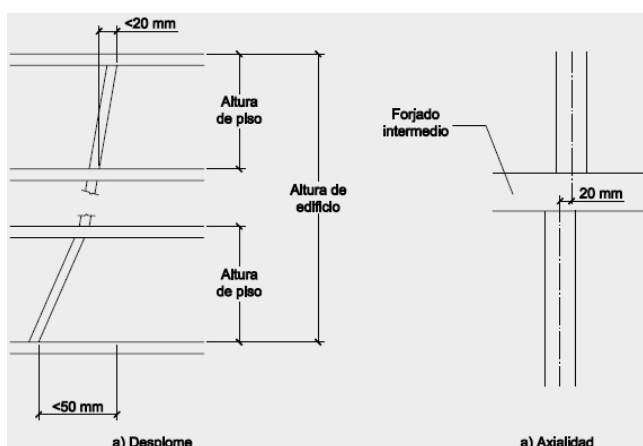 <20 mm
Altura
de piso
Altura de
edificio
Altura
de piso
<50 mm
a) Desplome
Forjado
intermedio
20 mm
a) Axialidad